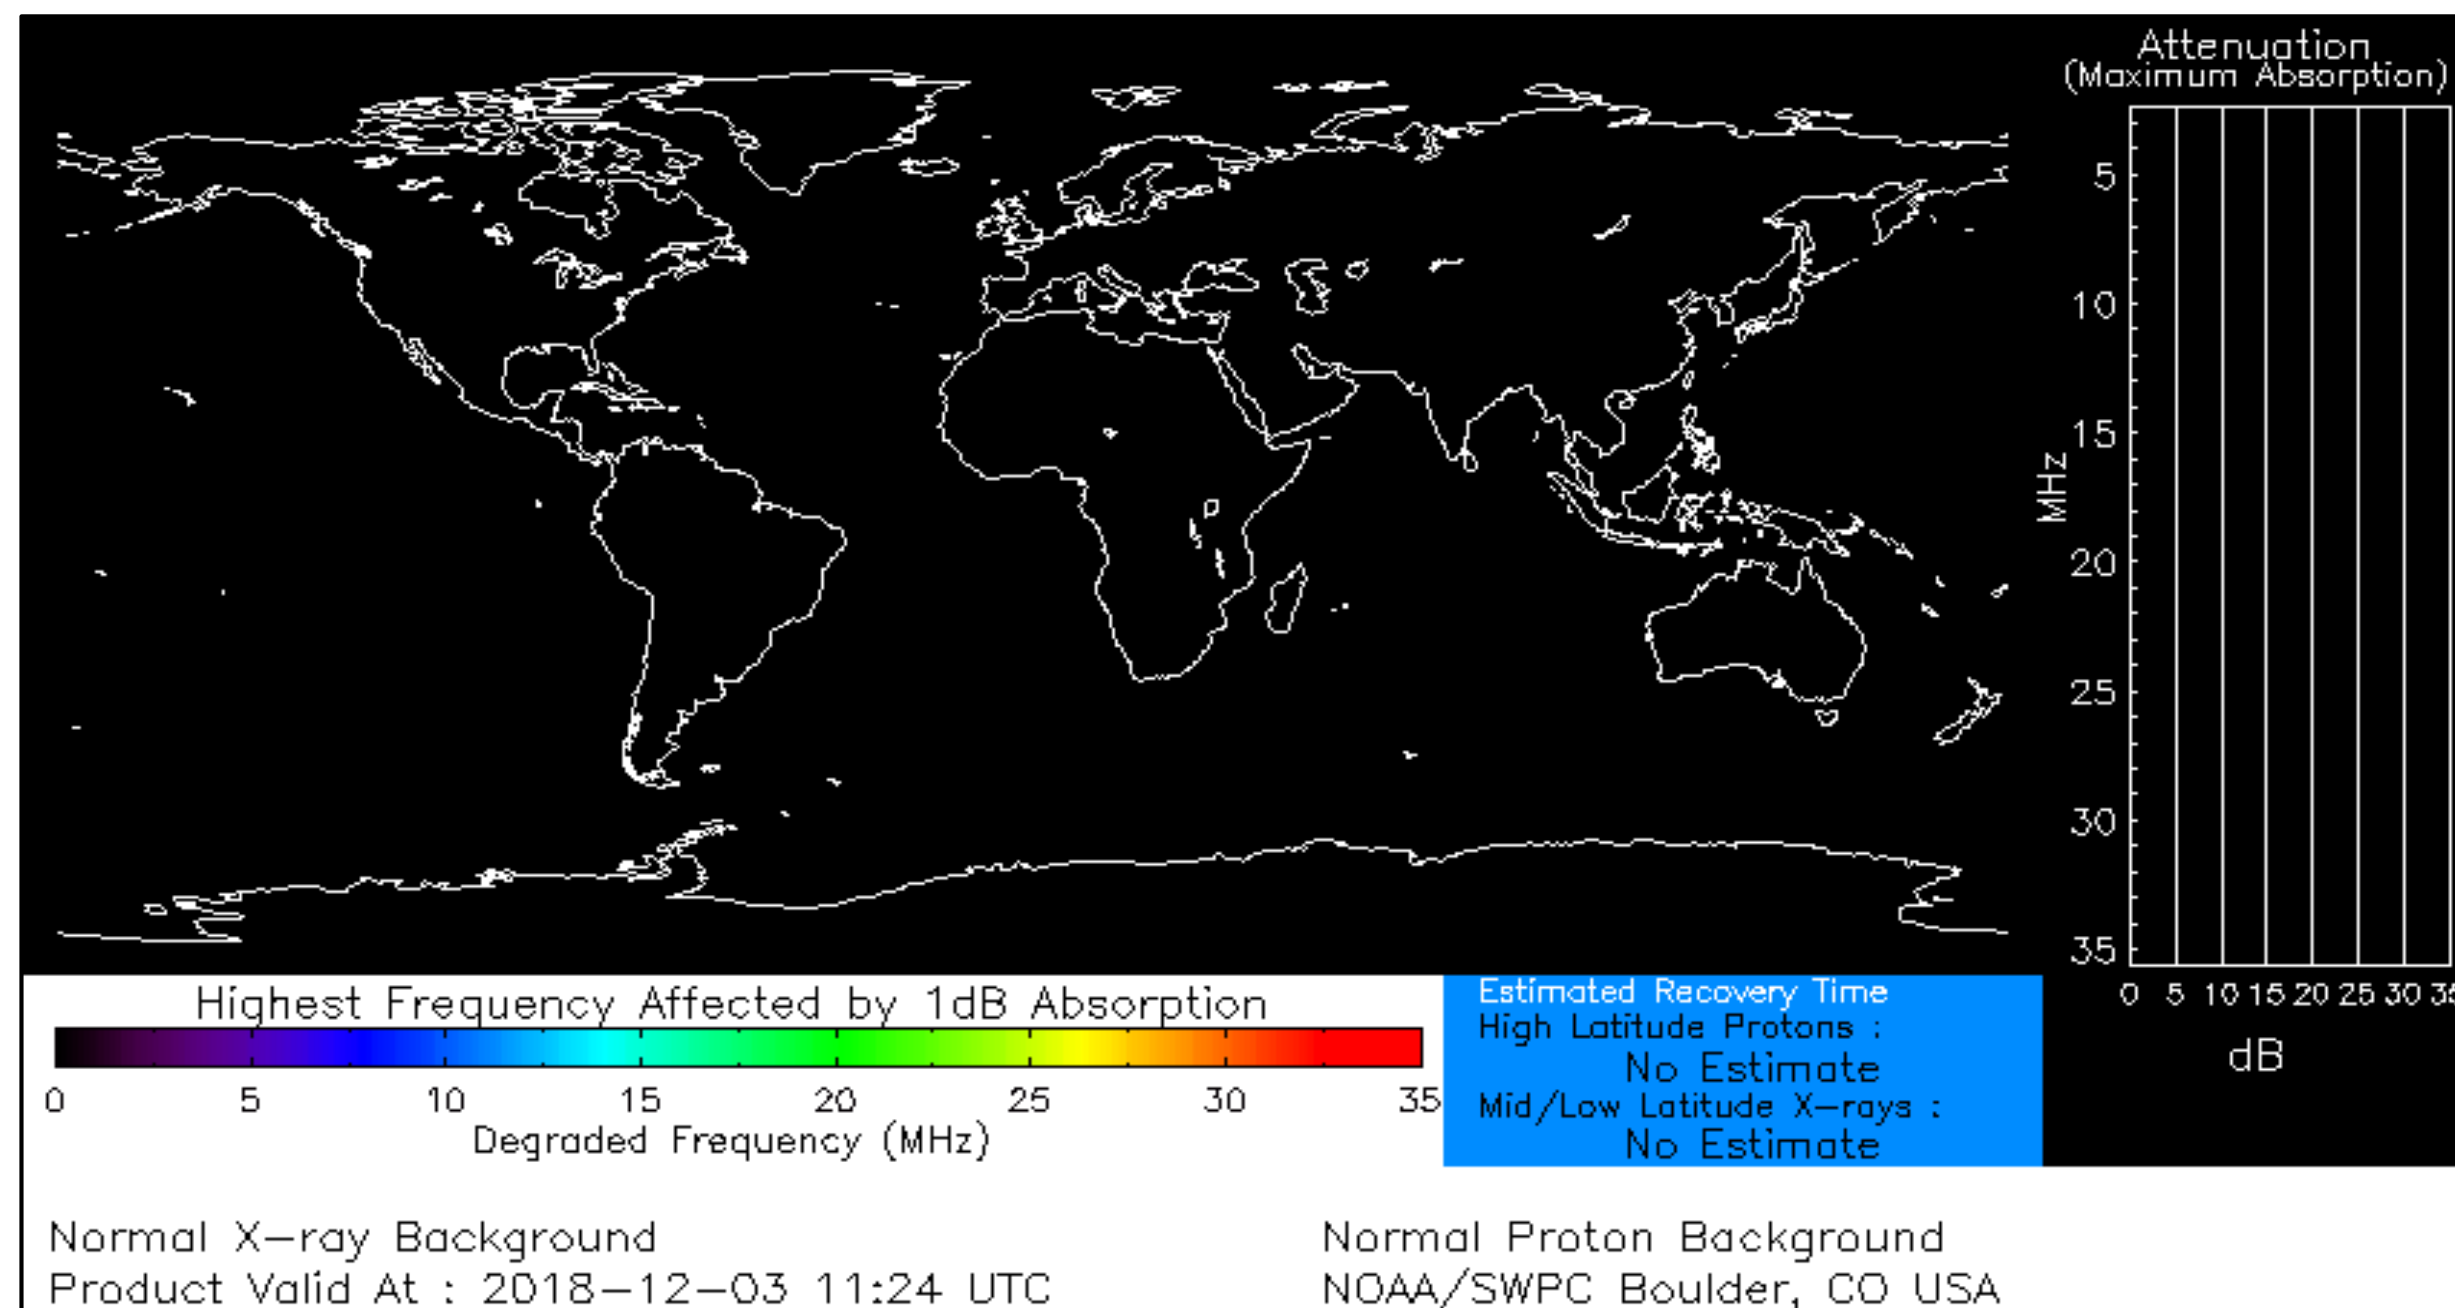 Attenuation
(Maximum Absorption)
5
10
15
20
25
30
35
MHz
0 5 10 15 20 25 30 35
dB
Highest Frequency Affected by 1dB Absorption
0 5 10 15 20 25 30 35
Degraded Frequency (MHz)
Estimated Recovery Time
High Latitude Protons :
No Estimate
Mid/Low Latitude X-rays :
No Estimate
Normal X-ray Background
Normal Proton Background
Product Valid At : 2018-12-03 11:24 UTC
NOAA/SWPC Boulder, CO USA